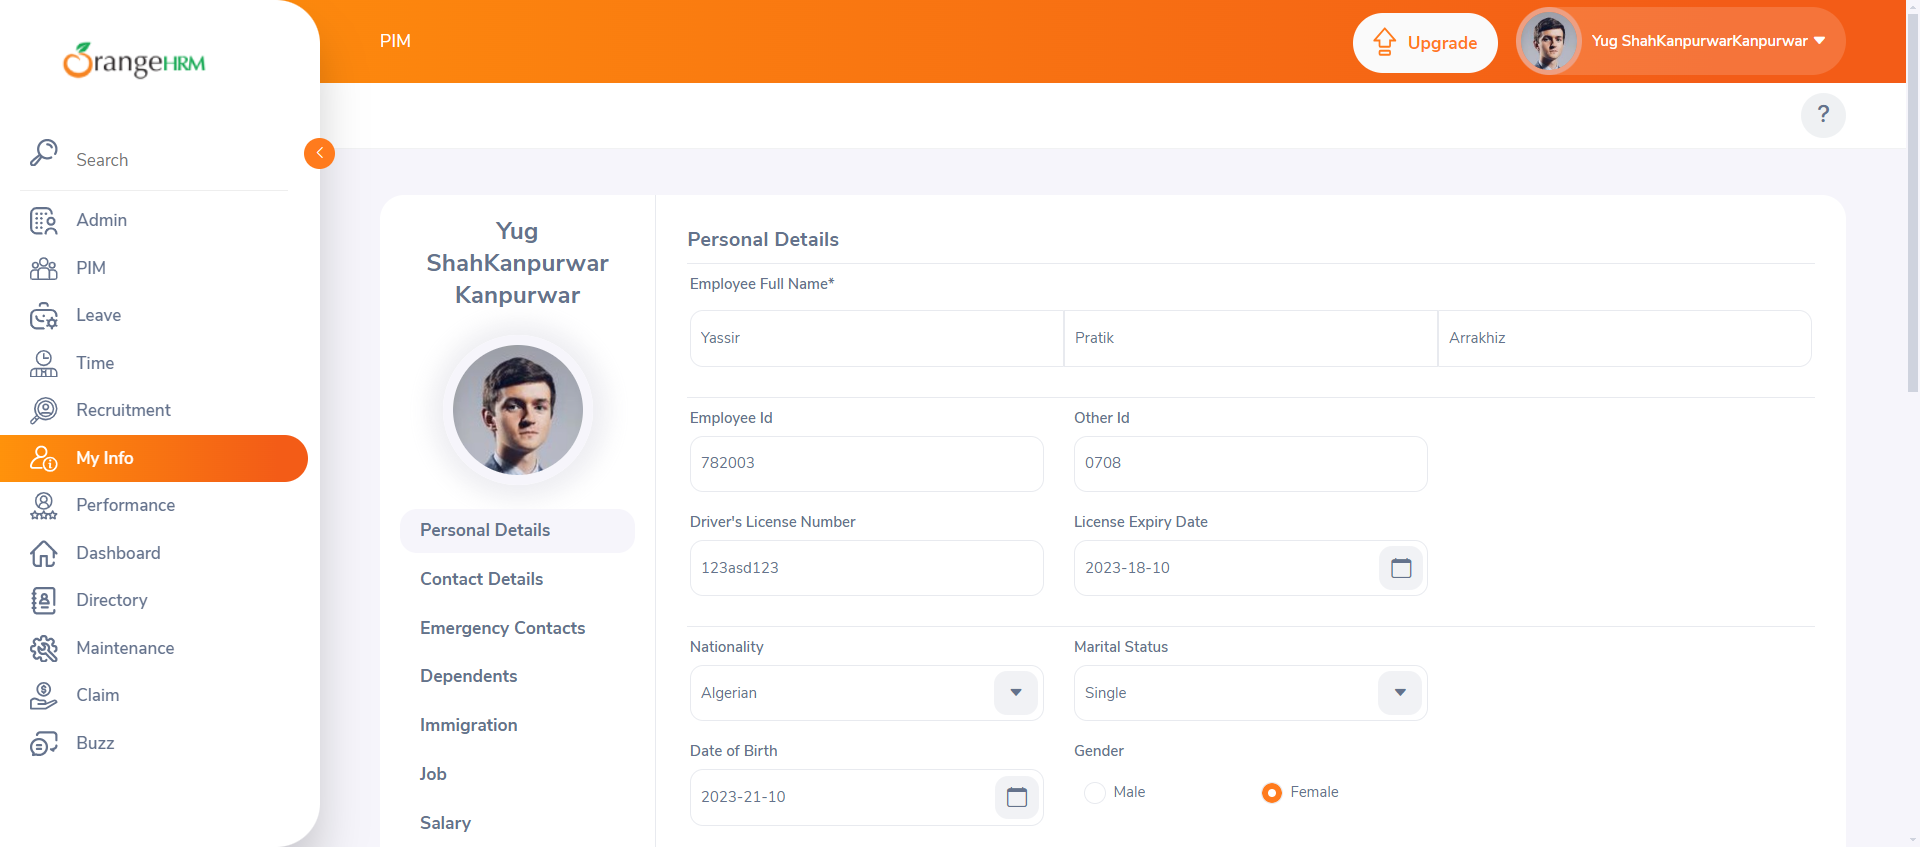 OrangeHRM
PIM
Upgrade
Yug ShahKanpurwarKanpurwar
?
Search
Admin
PIM
Leave
Time
Recruitment
My Info
Performance
Dashboard
Directory
Maintenance
Claim
Buzz
Yug
ShahKanpurwar
Kanpurwar
Personal Details
Contact Details
Emergency Contacts
Dependents
Immigration
Job
Salary
Personal Details
Employee Full Name*
Yassir Pratik Arrakhiz
Employee Id Other Id
782003 0708
Driver's License Number License Expiry Date
123asd123 2023-18-10
Nationality Marital Status
Algerian Single
Date of Birth Gender
2023-21-10 Male Female